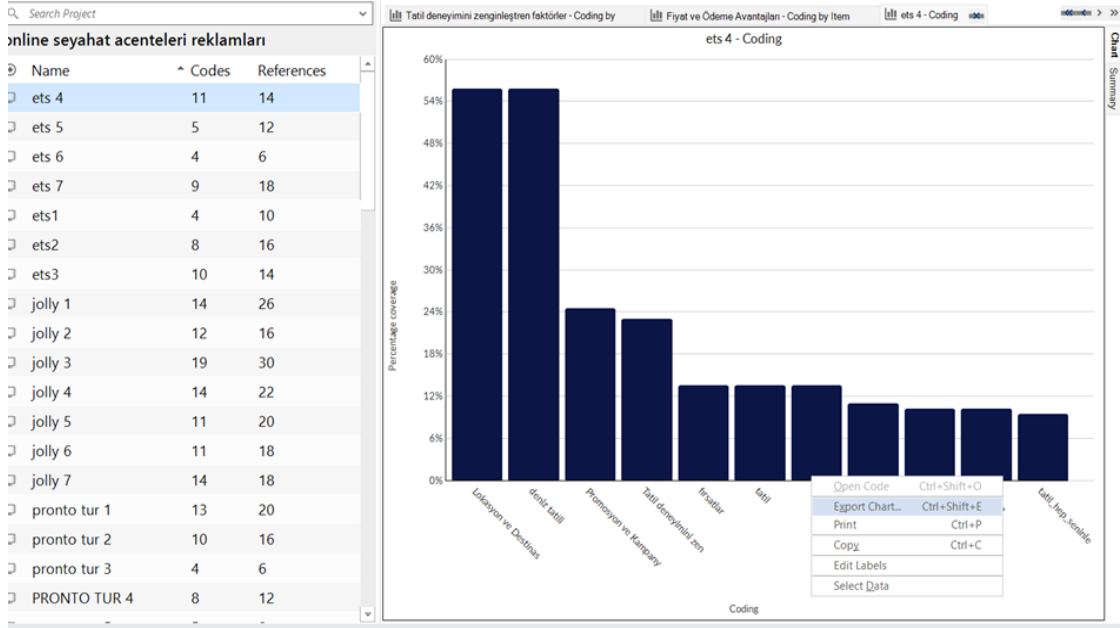 Search Project
online seyahat acenteleri reklamları
Name Codes References
ets 4 11 14
ets 5 5 12
ets 6 4 6
ets 7 9 18
ets1 4 10
ets2 8 16
ets3 10 14
jolly 1 14 26
jolly 2 12 16
jolly 3 19 30
jolly 4 14 22
jolly 5 11 20
jolly 6 11 18
jolly 7 14 18
pronto tur 1 13 20
pronto tur 2 10 16
pronto tur 3 4 6
PRONTO TUR 4 8 12
Tatil deneyimini zenginleştren faktörler - Coding by
Fiyat ve Ödeme Avantajları - Coding by Item
ets 4 - Coding
Chart
Summary
ets 4 - Coding
Percentage coverage
60%
54%
48%
42%
36%
30%
24%
18%
12%
6%
0%
Lokasyon ve Destinas
deniz tatili
Promosyon ve Kampany
Tatil deneyimini zen
fırsatlar
tatil
tatil_hep_seninle
Coding
Open Code Ctrl+Shift+O
Export Chart... Ctrl+Shift+E
Print Ctrl+P
Copy Ctrl+C
Edit Labels
Select Data